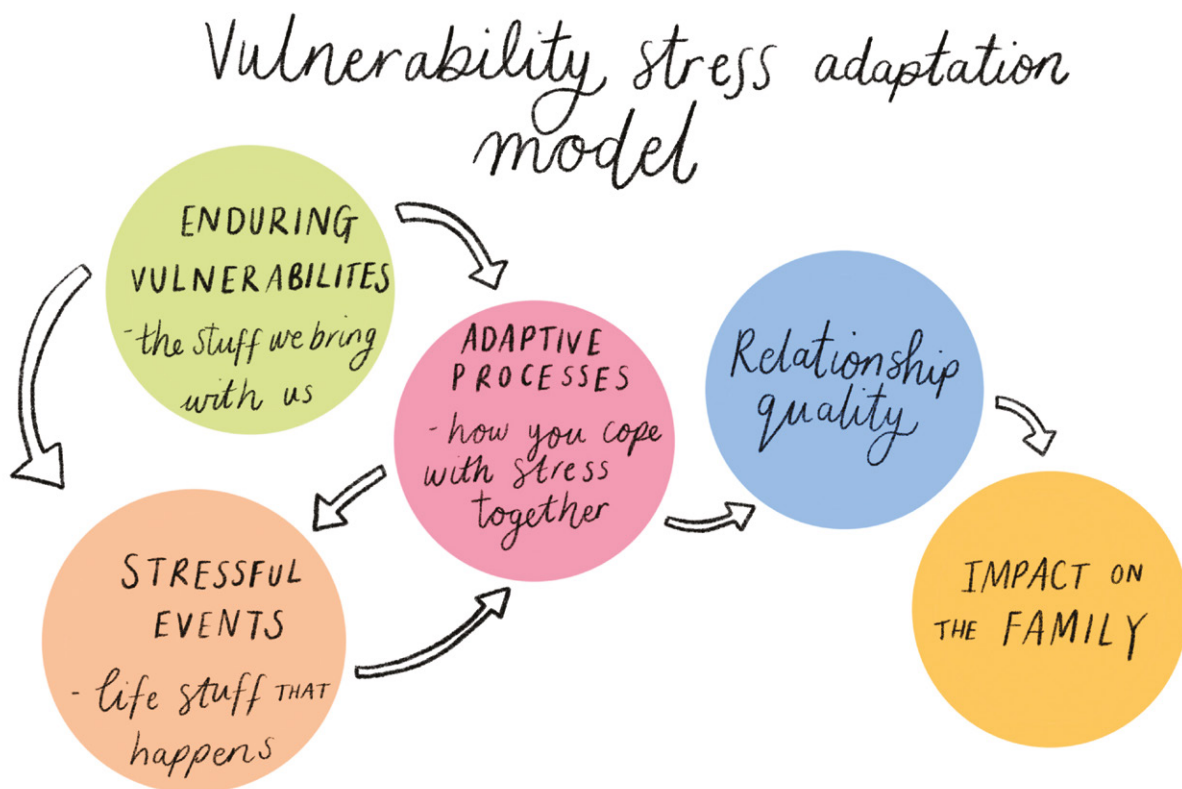 Vulnerability stress adaptation
model
ENDURING
VULNERABILITES
- the stuff we bring
with us
ADAPTIVE
PROCESSES
- how you cope
with stress
together
Relationship
quality
STRESSFUL
EVENTS
- life stuff THAT
happens
IMPACT ON
THE FAMILY